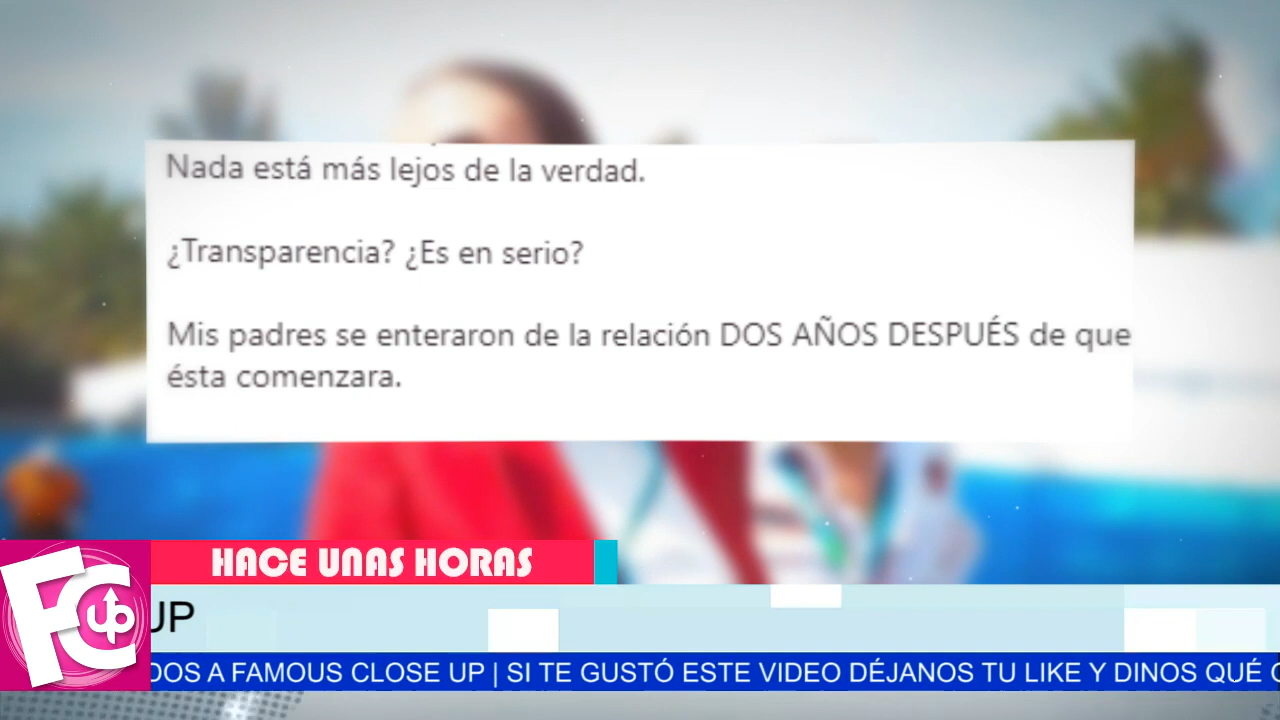 Nada está más lejos de la verdad.
¿Transparencia? ¿Es en serio?
Mis padres se enteraron de la relación DOS AÑOS DESPUÉS de que
ésta comenzara.
HACE UNAS HORAS
FC up
UP
DOS A FAMOUS CLOSE UP | SI TE GUSTÓ ESTE VIDEO DÉJANOS TU LIKE Y DINOS QUÉ